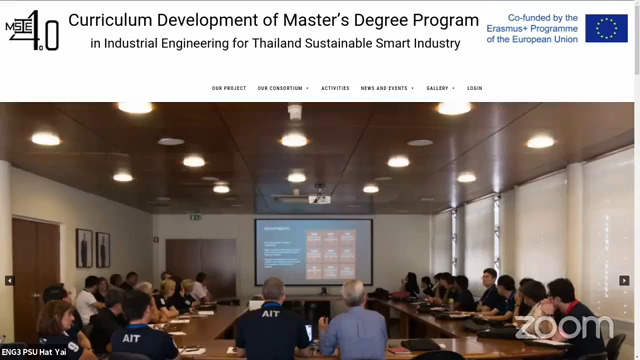 MSIE 4.0
Curriculum Development of Master's Degree Program
in Industrial Engineering for Thailand Sustainable Smart Industry
Co-funded by the
Erasmus+ Programme
of the European Union
OUR PROJECT OUR CONSORTIUM ACTIVITIES NEWS AND EVENTS GALLERY LOGIN
AIT
AIT
ENG3 PSU Hat Yai
zoom